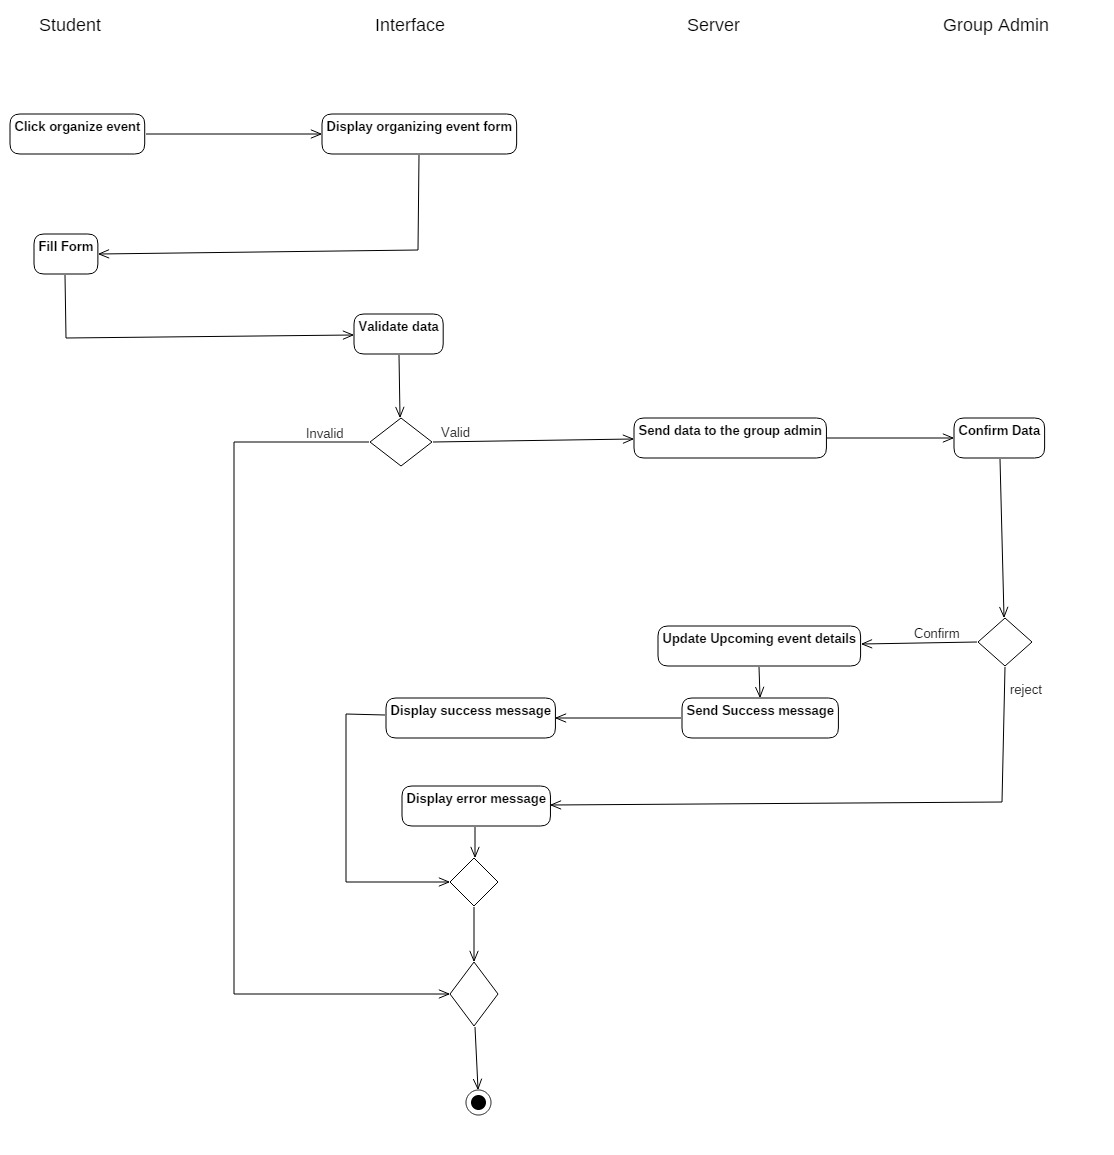 Student
Interface
Server
Group Admin
Click organize event
Display organizing event form
Fill Form
Validate data
Invalid
Valid
Send data to the group admin
Confirm Data
Update Upcoming event details
Confirm
reject
Display success message
Send Success message
Display error message